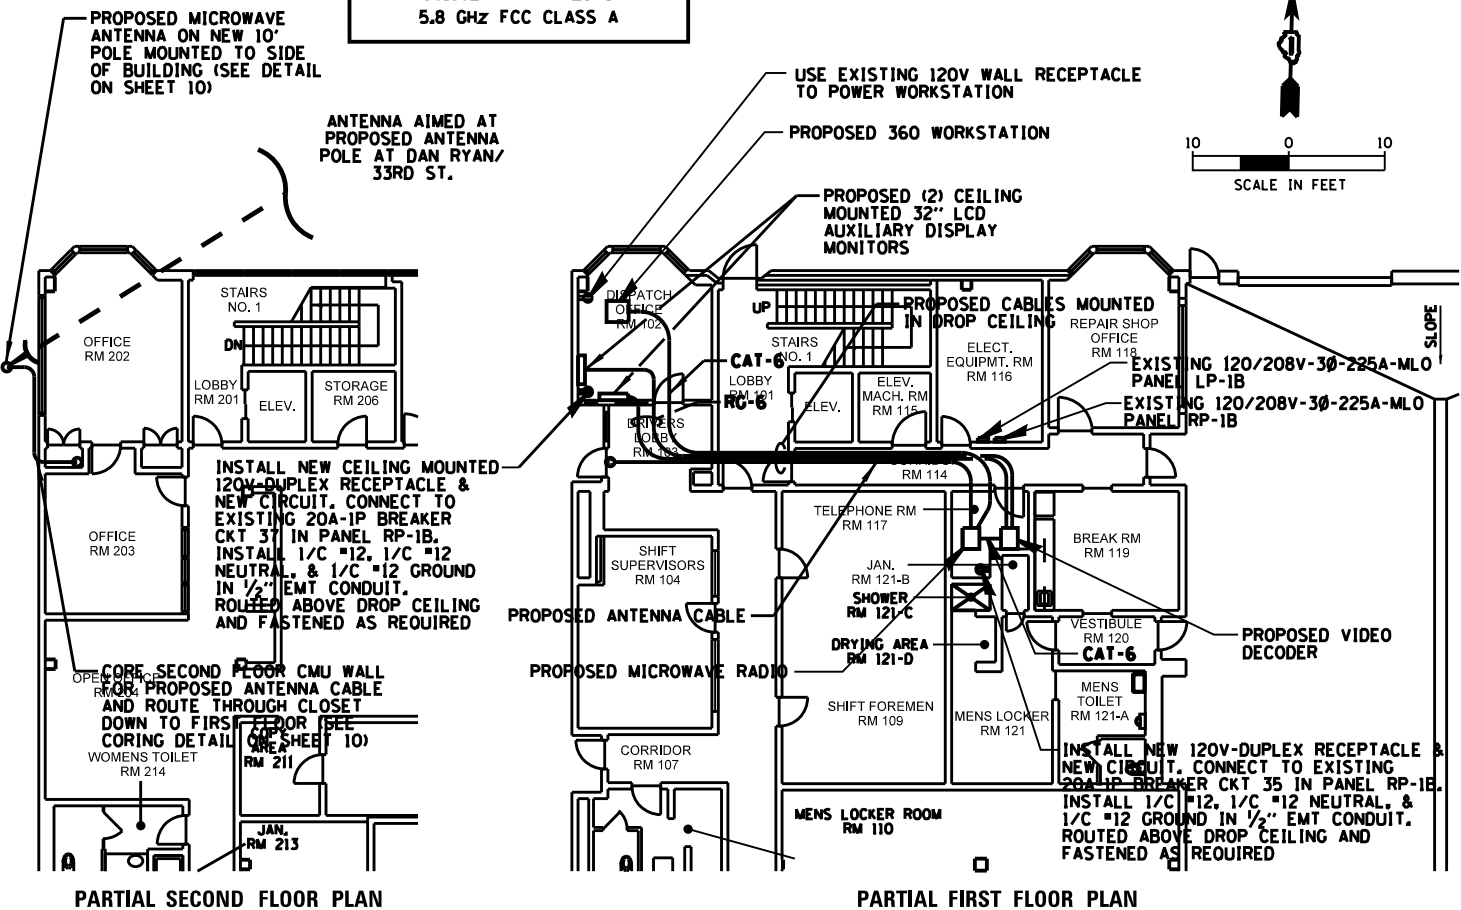 5.8 GHz FCC CLASS A
PROPOSED MICROWAVE
ANTENNA ON NEW 10'
POLE MOUNTED TO SIDE
OF BUILDING (SEE DETAIL
ON SHEET 10)
ANTENNA AIMED AT
PROPOSED ANTENNA
POLE AT DAN RYAN/
33RD ST.
USE EXISTING 120V WALL RECEPTACLE
TO POWER WORKSTATION
PROPOSED 360 WORKSTATION
PROPOSED (2) CEILING
MOUNTED 32'' LCD
AUXILIARY DISPLAY
MONITORS
10 0 10
SCALE IN FEET
STAIRS
NO. 1
DN
OFFICE
RM 202
LOBBY
RM 201
ELEV.
STORAGE
RM 206
OFFICE
RM 203
INSTALL NEW CEILING MOUNTED
120V-DUPLEX RECEPTACLE &
NEW CIRCUIT. CONNECT TO
EXISTING 20A-1P BREAKER
CKT 37 IN PANEL RP-1B.
INSTALL 1/C #12, 1/C #12
NEUTRAL, & 1/C #12 GROUND
IN 1/2'' EMT CONDUIT.
ROUTED ABOVE DROP CEILING
AND FASTENED AS REQUIRED
OPEN OFFICE
RM 204
CORE SECOND FLOOR CMU WALL
FOR PROPOSED ANTENNA CABLE
AND ROUTE THROUGH CLOSET
DOWN TO FIRST FLOOR (SEE
CORING DETAIL ON SHEET 10)
COPY
AREA
RM 211
WOMENS TOILET
RM 214
JAN.
RM 213
PARTIAL SECOND FLOOR PLAN
DISPATCH
OFFICE
RM 102
UP
STAIRS
NO. 1
PROPOSED CABLES MOUNTED
IN DROP CEILING
REPAIR SHOP
OFFICE
RM 118
SLOPE
ELECT.
EQUIPMT. RM
RM 116
CAT-6
LOBBY
RM 101
RG-6
ELEV.
ELEV.
MACH. RM
RM 115
EXISTING 120/208V-3Ø-225A-MLO
PANEL LP-1B
EXISTING 120/208V-3Ø-225A-MLO
PANEL RP-1B
DRIVERS
LOBBY
RM 103
CORRIDOR
RM 114
TELEPHONE RM
RM 117
SHIFT
SUPERVISORS
RM 104
JAN.
RM 121-B
BREAK RM
RM 119
SHOWER
RM 121-C
PROPOSED ANTENNA CABLE
DRYING AREA
RM 121-D
VESTIBULE
RM 120
CAT-6
PROPOSED VIDEO
DECODER
PROPOSED MICROWAVE RADIO
SHIFT FOREMEN
RM 109
MENS LOCKER
RM 121
MENS
TOILET
RM 121-A
CORRIDOR
RM 107
INSTALL NEW 120V-DUPLEX RECEPTACLE &
NEW CIRCUIT. CONNECT TO EXISTING
20A-1P BREAKER CKT 35 IN PANEL RP-1B.
INSTALL 1/C #12, 1/C #12 NEUTRAL, &
1/C #12 GROUND IN 1/2'' EMT CONDUIT.
ROUTED ABOVE DROP CEILING AND
FASTENED AS REQUIRED
MENS LOCKER ROOM
RM 110
PARTIAL FIRST FLOOR PLAN